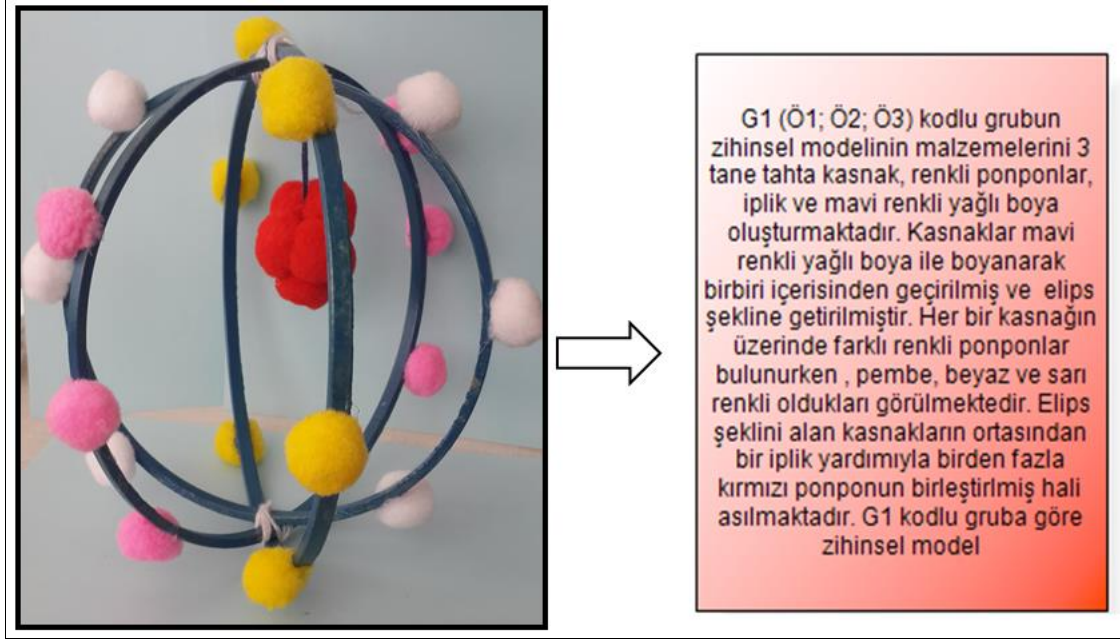 G1 (Ö1; Ö2; Ö3) kodlu grubun
zihinsel modelinin malzemelerini 3
tane tahta kasnak, renkli ponponlar,
iplik ve mavi renkli yağlı boya
oluşturmaktadır. Kasnaklar mavi
renkli yağlı boya ile boyanarak
birbiri içerisinden geçirilmiş ve elips
şekline getirilmiştir. Her bir kasnağın
üzerinde farklı renkli ponponlar
bulunurken , pembe, beyaz ve sarı
renkli oldukları görülmektedir. Elips
şeklini alan kasnakların ortasından
bir iplik yardımıyla birden fazla
kırmızı ponponun birleştirlmiş hali
asılmaktadır. G1 kodlu gruba göre
zihinsel model